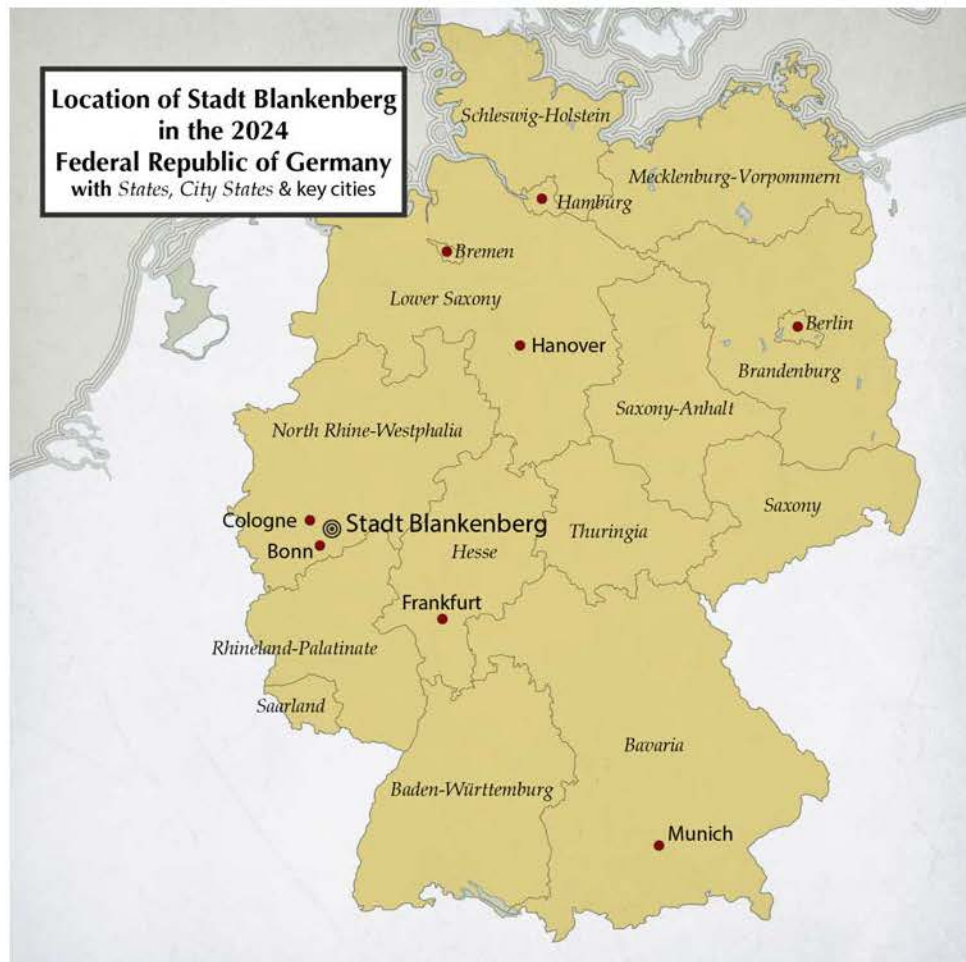 Location of Stadt Blankenberg
in the 2024
Federal Republic of Germany
with States, City States & key cities
Schleswig-Holstein
Mecklenburg-Vorpommern
Hamburg
Bremen
Lower Saxony
Berlin
Hanover
Brandenburg
Saxony-Anhalt
North Rhine-Westphalia
Saxony
Cologne
Stadt Blankenberg
Thuringia
Bonn
Hesse
Frankfurt
Rhineland-Palatinate
Saarland
Bavaria
Baden-Württemburg
Munich